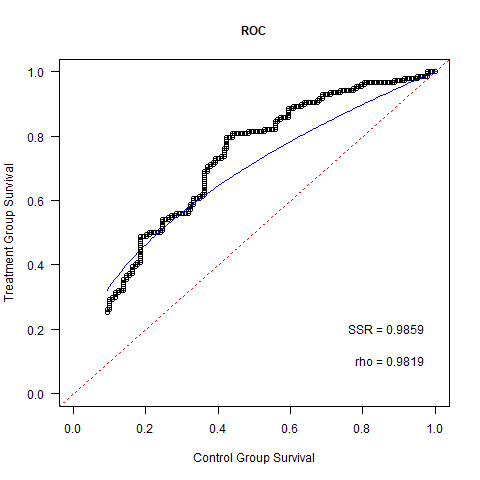 ROC
Treatment Group Survival
1.0
0.8
0.6
0.4
0.2
0.0
SSR = 0.9859
rho = 0.9819
0.0 0.2 0.4 0.6 0.8 1.0
Control Group Survival